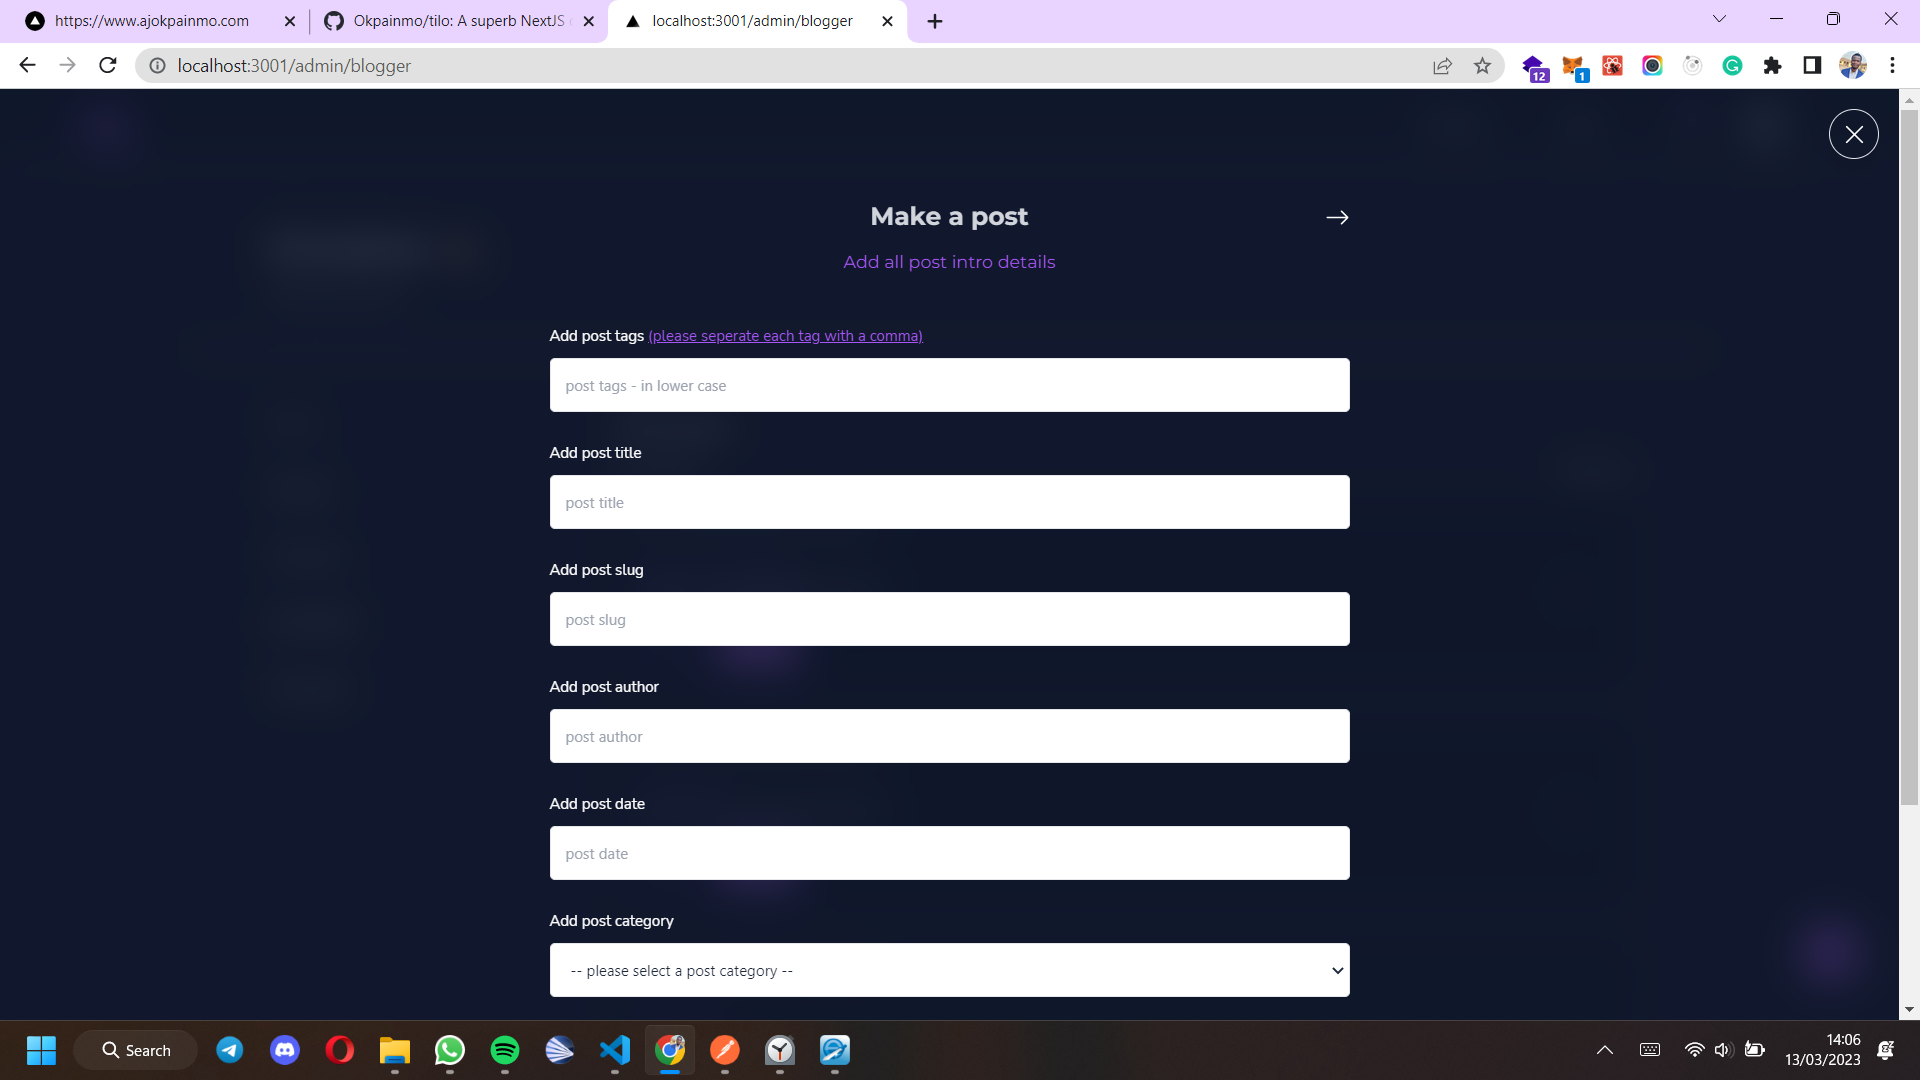 https://www.ajokpainmo.com
Okpainmo/tilo: A superb NextJS
localhost:3001/admin/blogger
localhost:3001/admin/blogger
12
1
Make a post
Add all post intro details
Add post tags (please seperate each tag with a comma)
post tags - in lower case
Add post title
post title
Add post slug
post slug
Add post author
post author
Add post date
post date
Add post category
-- please select a post category --
Search
14:06
13/03/2023